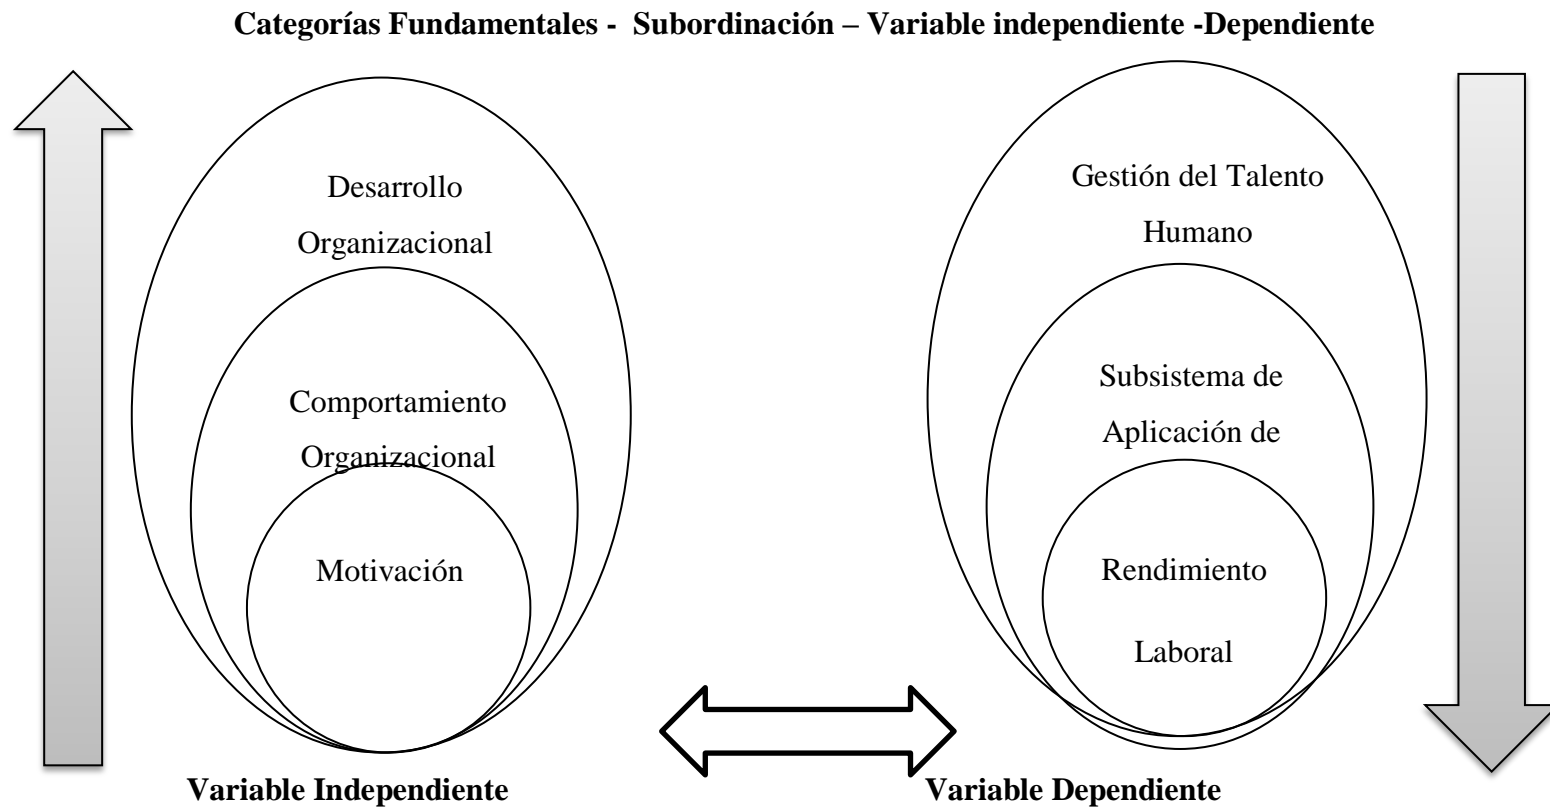 Categorías Fundamentales - Subordinación – Variable independiente -Dependiente
Desarrollo
Organizacional
Comportamiento
Organizacional
Motivación
Variable Independiente
Gestión del Talento
Humano
Subsistema de
Aplicación de
Rendimiento
Laboral
Variable Dependiente